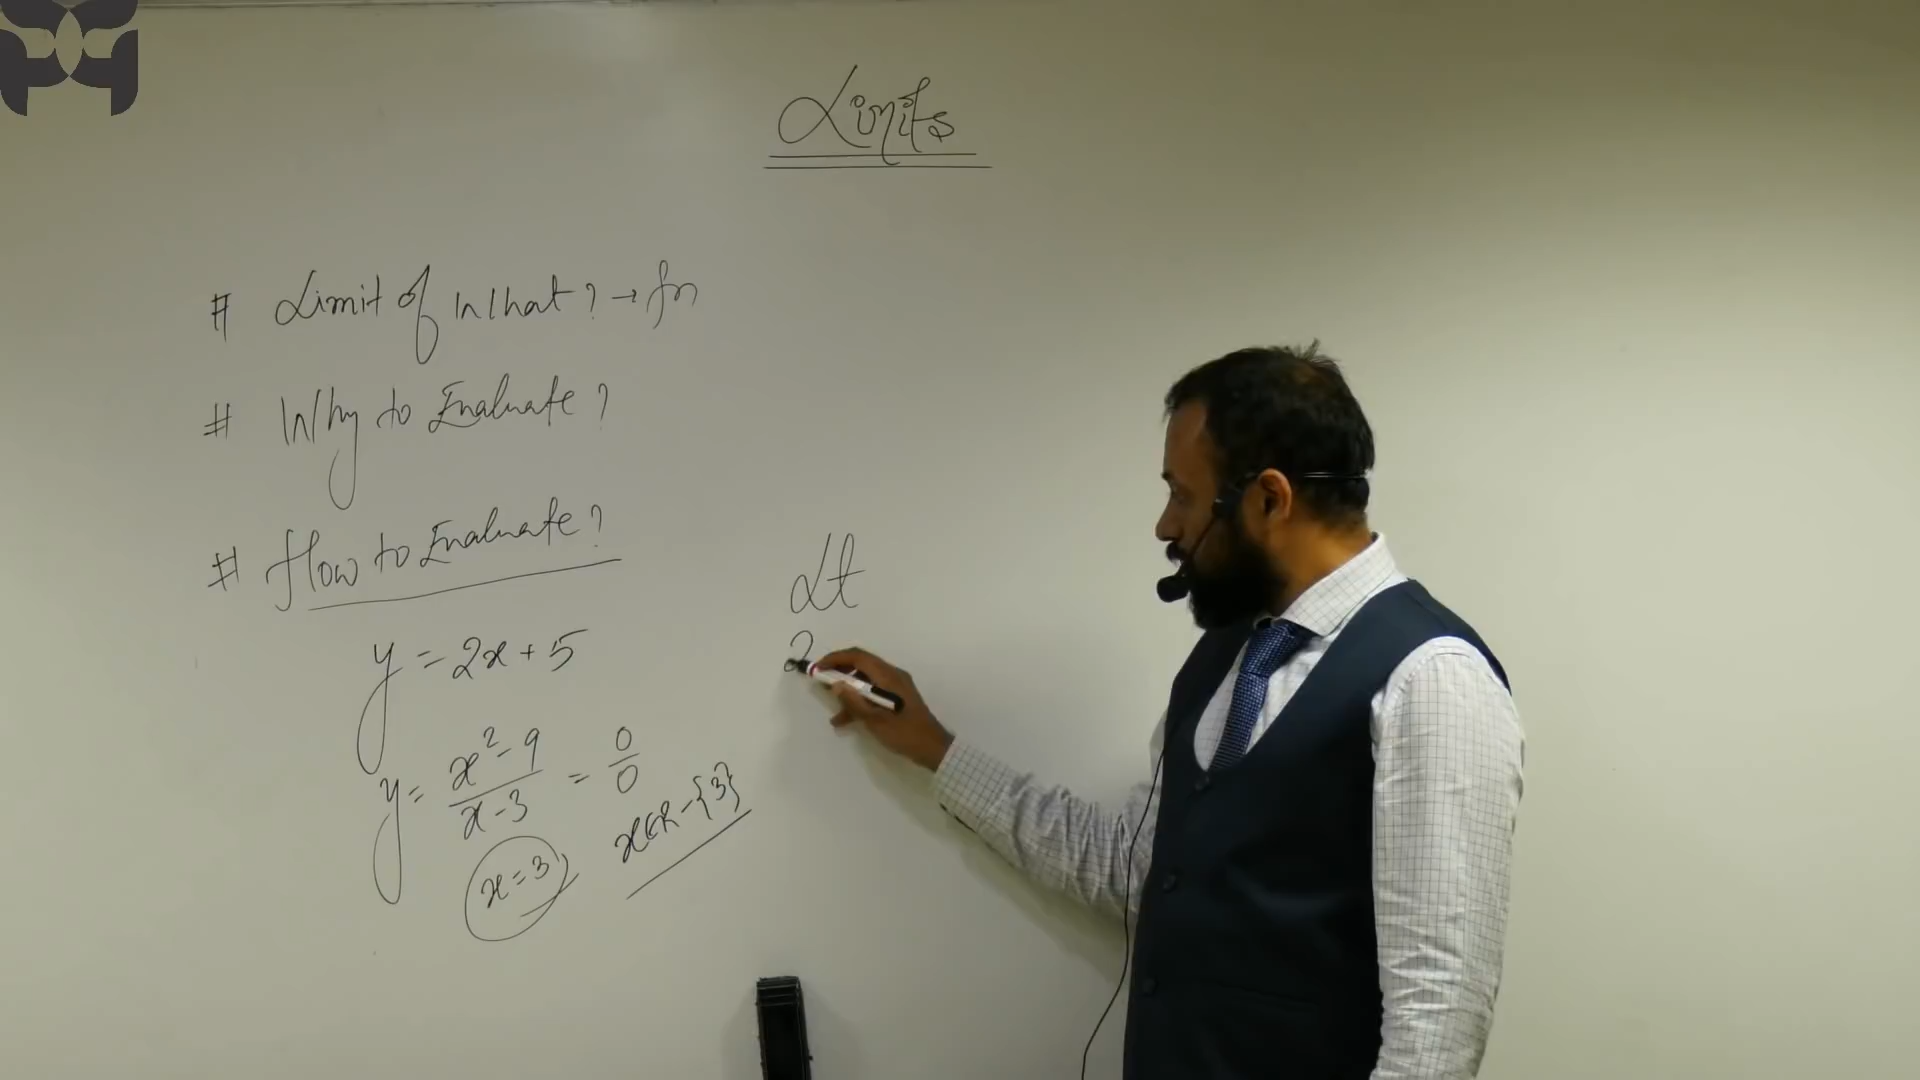 Limits
# Limit of What? → fn
# Why to Evaluate?
# How to Evaluate?
y = 2x + 5
y = x² - 9 / x - 3 = 0 / 0
x = 3, x ∈ R - {3}
Lt